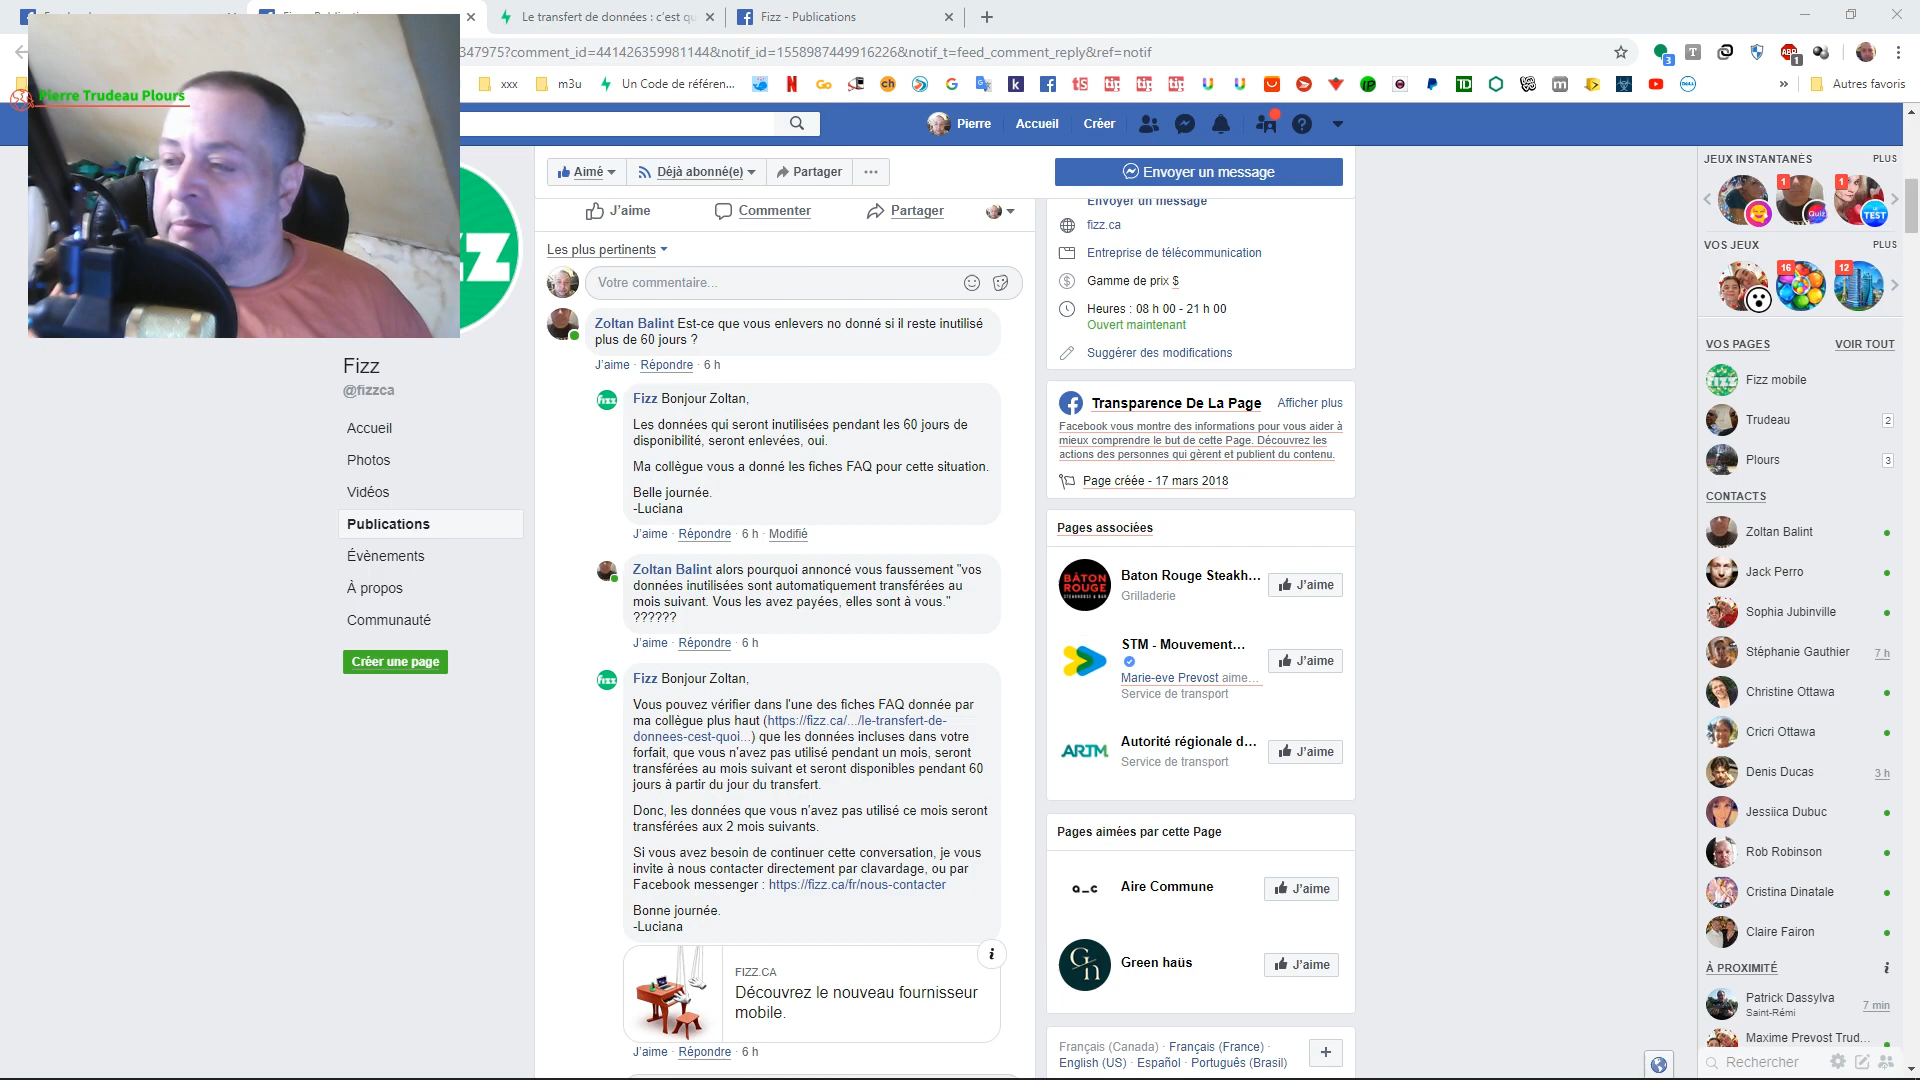 Le transfert de données : c'est qu
Fizz - Publications
347975?comment_id=441426359981144&notif_id=1558987449916226&notif_t=feed_comment_reply&ref=notif
xxx
m3u
Un Code de référen...
Autres favoris
Pierre Trudeau Plours
Pierre
Accueil
Créer
Aimé
Déjà abonné(e)
Partager
Envoyer un message
J'aime
Commenter
Partager
Les plus pertinents
Votre commentaire...
Zoltan Balint Est-ce que vous enlevers no donné si il reste inutilisé
plus de 60 jours ?
J'aime · Répondre · 6 h
Fizz Bonjour Zoltan,
Les données qui seront inutilisées pendant les 60 jours de
disponibilité, seront enlevées, oui.
Ma collègue vous a donné les fiches FAQ pour cette situation.
Belle journée.
-Luciana
J'aime · Répondre · 6 h · Modifié
Zoltan Balint alors pourquoi annoncé vous faussement "vos
données inutilisées sont automatiquement transférées au
mois suivant. Vous les avez payées, elles sont à vous."
??????
J'aime · Répondre · 6 h
Fizz Bonjour Zoltan,
Vous pouvez vérifier dans l'une des fiches FAQ donnée par
ma collègue plus haut (https://fizz.ca/.../le-transfert-de-
donnees-cest-quoi...) que les données incluses dans votre
forfait, que vous n'avez pas utilisé pendant un mois, seront
transférées au mois suivant et seront disponibles pendant 60
jours à partir du jour du transfert.
Donc, les données que vous n'avez pas utilisé ce mois seront
transférées aux 2 mois suivants.
Si vous avez besoin de continuer cette conversation, je vous
invite à nous contacter directement par clavardage, ou par
Facebook messenger : https://fizz.ca/fr/nous-contacter
Bonne journée.
-Luciana
FIZZ.CA
Découvrez le nouveau fournisseur
mobile.
J'aime · Répondre · 6 h
Fizz
@fizzca
Accueil
Photos
Vidéos
Publications
Évènements
À propos
Communauté
Créer une page
Envoyer un message
fizz.ca
Entreprise de télécommunication
Gamme de prix $
Heures : 08 h 00 - 21 h 00
Ouvert maintenant
Suggérer des modifications
Transparence De La Page
Afficher plus
Facebook vous montre des informations pour vous aider à
mieux comprendre le but de cette Page. Découvrez les
actions des personnes qui gèrent et publient du contenu.
Page créée - 17 mars 2018
Pages associées
Baton Rouge Steakh...
Grilladerie
J'aime
STM - Mouvement...
Marie-eve Prevost aime...
Service de transport
J'aime
ARTM
Autorité régionale d...
Service de transport
J'aime
Pages aimées par cette Page
a_c
Aire Commune
J'aime
Green haüs
J'aime
Français (Canada) · Français (France) ·
English (US) · Español · Português (Brasil)
JEUX INSTANTANÉS
PLUS
VOS JEUX
PLUS
16
12
VOS PAGES
VOIR TOUT
Fizz mobile
Trudeau
2
Plours
3
CONTACTS
Zoltan Balint
Jack Perro
Sophia Jubinville
Stéphanie Gauthier
7 h
Christine Ottawa
Cricri Ottawa
Denis Ducas
3 h
Jessiica Dubuc
Rob Robinson
Cristina Dinatale
Claire Fairon
À PROXIMITÉ
Patrick Dassylva
7 min
Saint-Rémi
Maxime Prevost Trud...
Rechercher